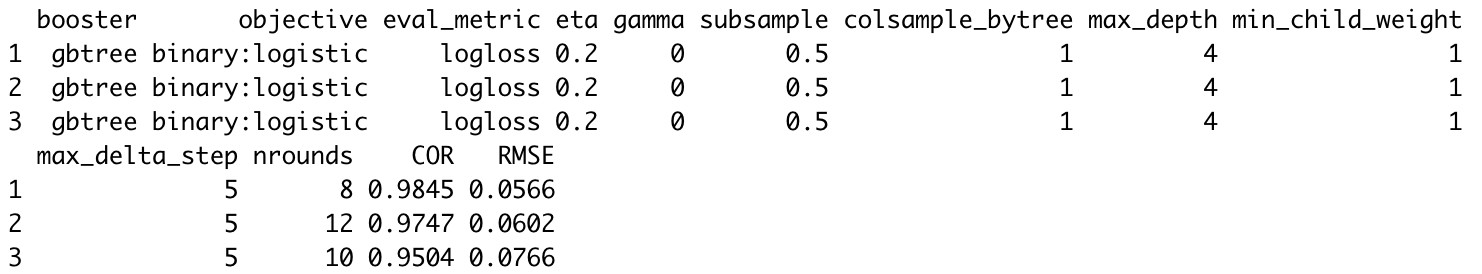 booster       objective eval_metric eta gamma subsample colsample_bytree max_depth min_child_weight
1  gbtree binary:logistic     logloss 0.2     0       0.5                1         4                1
2  gbtree binary:logistic     logloss 0.2     0       0.5                1         4                1
3  gbtree binary:logistic     logloss 0.2     0       0.5                1         4                1
  max_delta_step nrounds    COR   RMSE
1              5       8 0.9845 0.0566
2              5      12 0.9747 0.0602
3              5      10 0.9504 0.0766